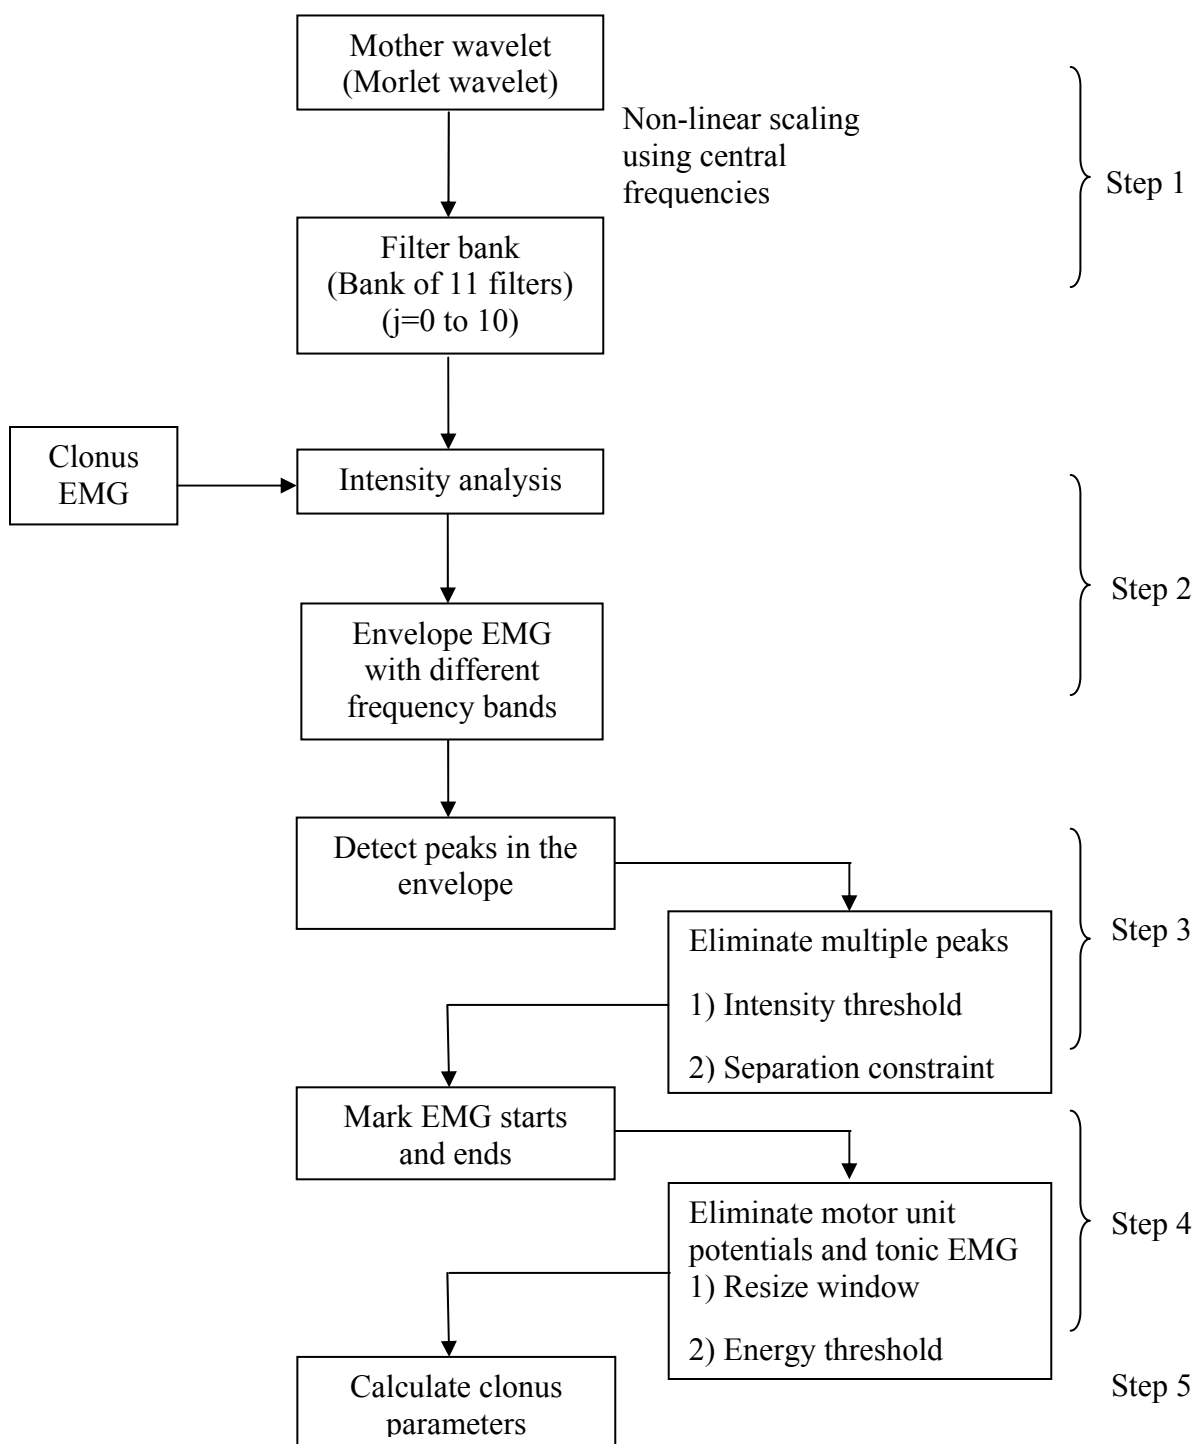 Mother wavelet
(Morlet wavelet)
Non-linear scaling
using central
frequencies
Step 1
Filter bank
(Bank of 11 filters)
(j=0 to 10)
Clonus
EMG
Intensity analysis
Step 2
Envelope EMG
with different
frequency bands
Detect peaks in the
envelope
Step 3
Eliminate multiple peaks
1) Intensity threshold
2) Separation constraint
Mark EMG starts
and ends
Step 4
Eliminate motor unit
potentials and tonic EMG
1) Resize window
2) Energy threshold
Calculate clonus
parameters
Step 5